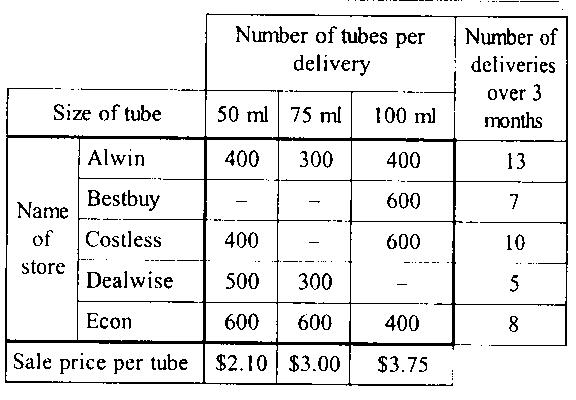 Number of tubes per delivery
Number of deliveries over 3 months
Size of tube 50 ml 75 ml 100 ml
Name of store
Alwin 400 300 400 13
Bestbuy – – 600 7
Costless 400 – 600 10
Dealwise 500 300 – 5
Econ 600 600 400 8
Sale price per tube $2.10 $3.00 $3.75